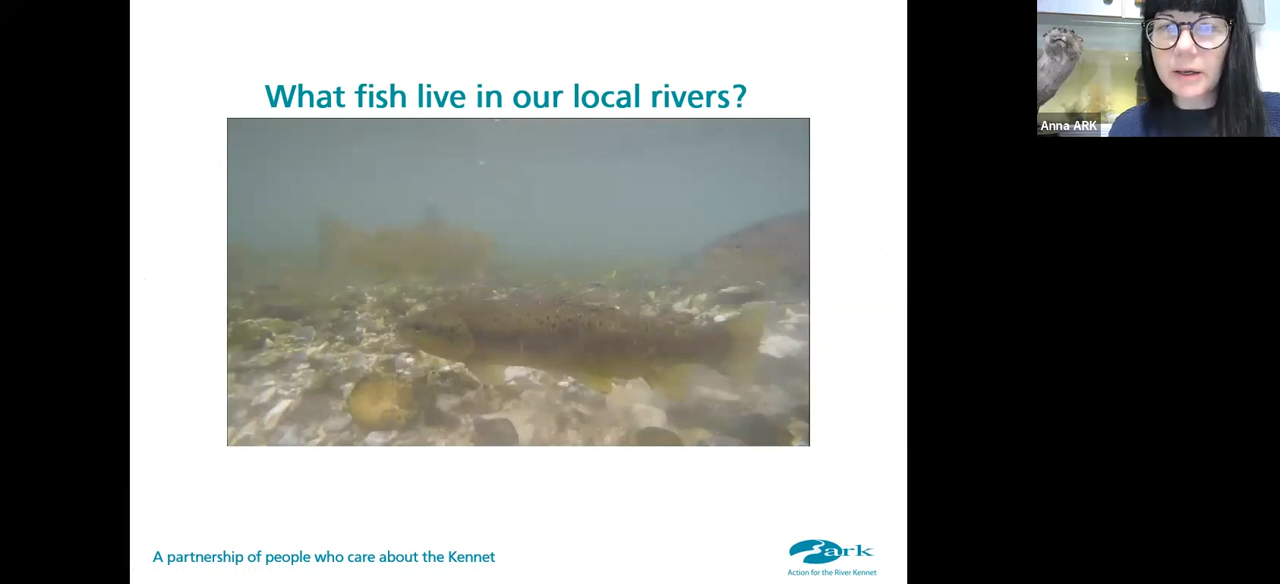 What fish live in our local rivers?
Anna ARK
A partnership of people who care about the Kennet
ark
Action for the River Kennet